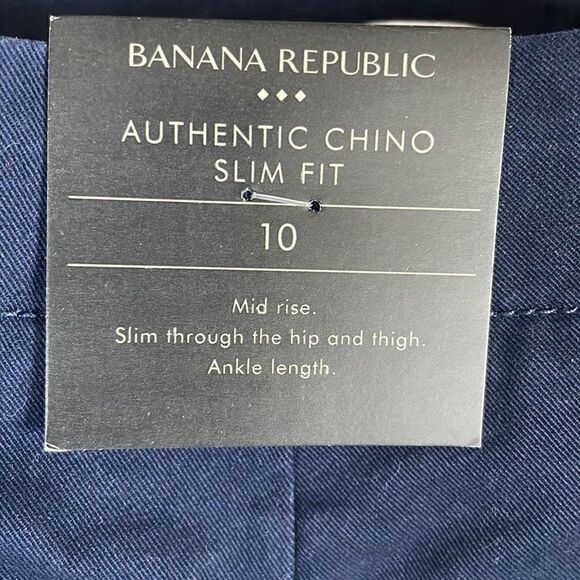 BANANA REPUBLIC
AUTHENTIC CHINO
SLIM FIT
10
Mid rise.
Slim through the hip and thigh.
Ankle length.